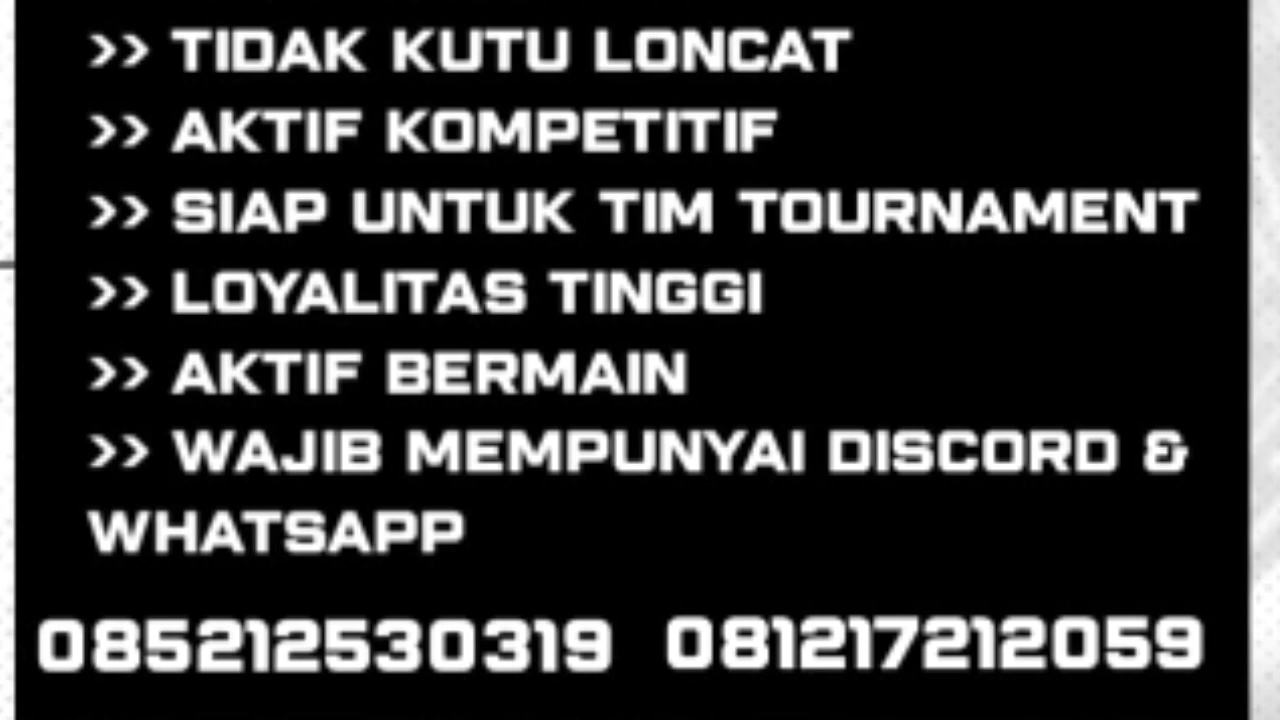 >> TIDAK KUTU LONCAT
>> AKTIF KOMPETITIF
>> SIAP UNTUK TIM TOURNAMENT
>> LOYALITAS TINGGI
>> AKTIF BERMAIN
>> WAJIB MEMPUNYAI DISCORD &
WHATSAPP
085212530319 081217212059